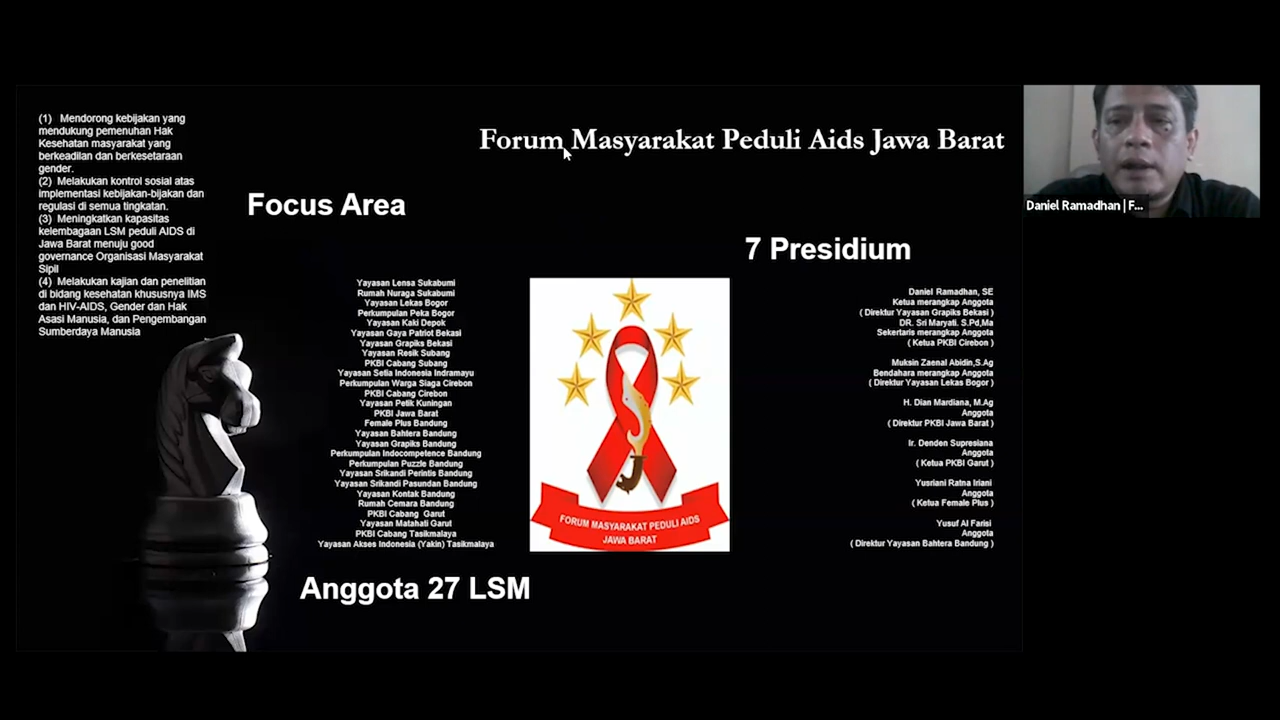 Forum Masyarakat Peduli Aids Jawa Barat
(1) Mendorong kebijakan yang
mendukung pemenuhan Hak
Kesehatan masyarakat yang
berkeadilan dan berkesetaraan
gender.
(2) Melakukan kontrol sosial atas
implementasi kebijakan-bijakan dan
regulasi di semua tingkatan.
(3) Meningkatkan kapasitas
kelembagaan LSM peduli AIDS di
Jawa Barat menuju good
governance Organisasi Masyarakat
Sipil
(4) Melakukan kajian dan penelitian
di bidang kesehatan khususnya IMS
dan HIV-AIDS, Gender dan Hak
Asasi Manusia, dan Pengembangan
Sumberdaya Manusia
Focus Area
Yayasan Lensa Sukabumi
Rumah Nuraga Sukabumi
Yayasan Lekas Bogor
Perkumpulan Peka Bogor
Yayasan Kaki Depok
Yayasan Gaya Patriot Bekasi
Yayasan Grapiks Bekasi
Yayasan Resik Subang
PKBI Cabang Subang
Yayasan Setia Indonesia Indramayu
Perkumpulan Warga Siaga Cirebon
PKBI Cabang Cirebon
Yayasan Petik Kuningan
PKBI Jawa Barat
Female Plus Bandung
Yayasan Bahtera Bandung
Yayasan Grapiks Bandung
Perkumpulan Indocompetence Bandung
Perkumpulan Puzzle Bandung
Yayasan Srikandi Perintis Bandung
Yayasan Srikandi Pasundan Bandung
Yayasan Kontak Bandung
Rumah Cemara Bandung
PKBI Cabang Garut
Yayasan Matahati Garut
PKBI Cabang Tasikmalaya
Yayasan Akses Indonesia (Yakin) Tasikmalaya
Anggota 27 LSM
FORUM MASYARAKAT PEDULI AIDS
JAWA BARAT
7 Presidium
Daniel Ramadhan, SE
Ketua merangkap Anggota
( Direktur Yayasan Grapiks Bekasi )
DR. Sri Maryati. S.Pd,Ma
Sekertaris merangkap Anggota
( Ketua PKBI Cirebon )
Muksin Zaenal Abidin,S.Ag
Bendahara merangkap Anggota
( Direktur Yayasan Lekas Bogor )
H. Dian Mardiana, M.Ag
Anggota
( Direktur PKBI Jawa Barat )
Ir. Denden Supresiana
Anggota
( Ketua PKBI Garut )
Yusriani Ratna Iriani
Anggota
( Ketua Female Plus )
Yusuf Al Farisi
Anggota
( Direktur Yayasan Bahtera Bandung )
Daniel Ramadhan | F...